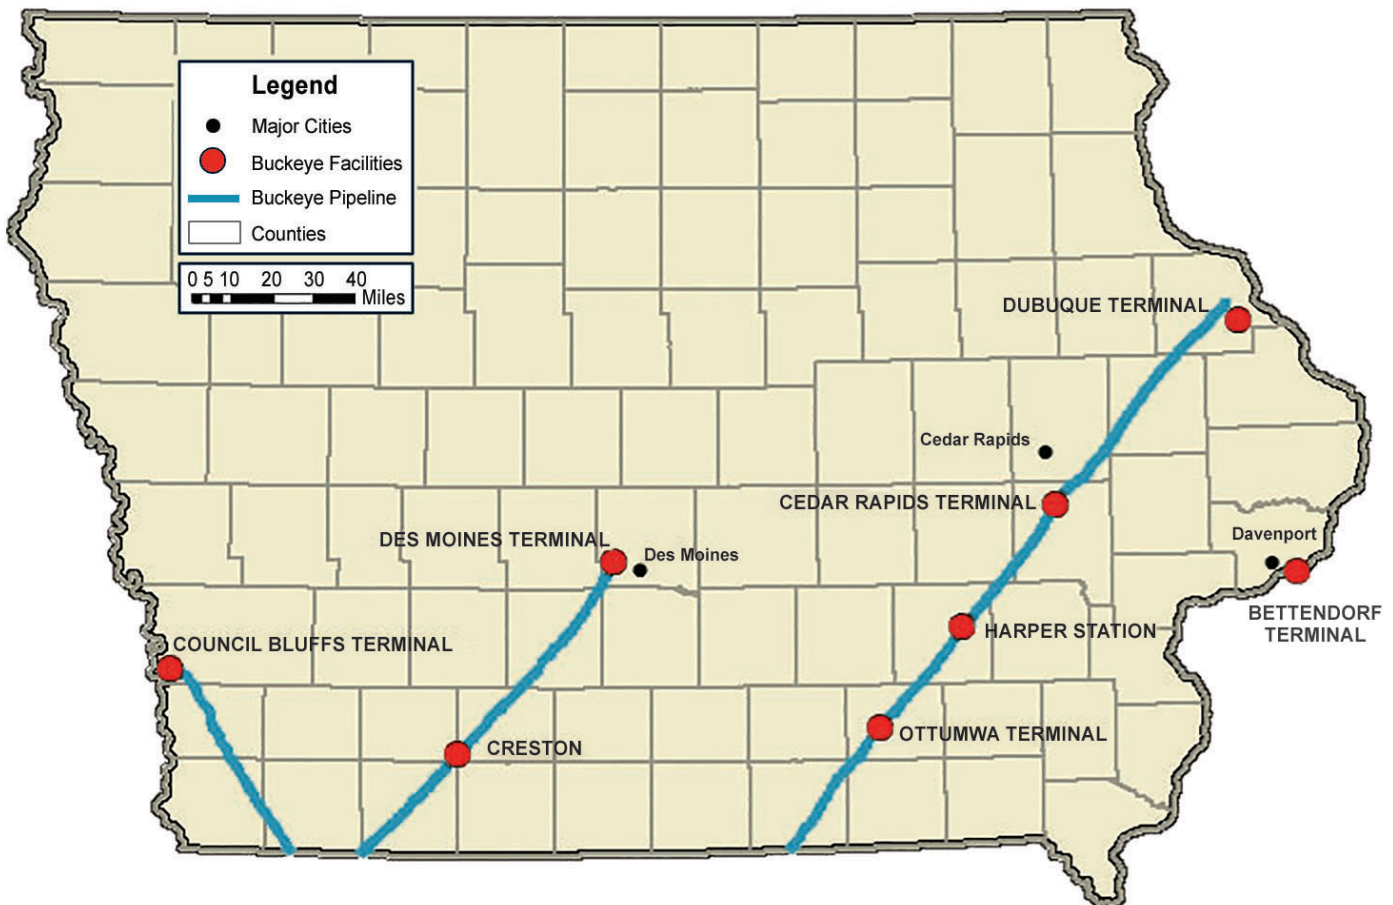 Legend
Major Cities
Buckeye Facilities
Buckeye Pipeline
Counties
0 5 10 20 30 40
Miles
DUBUQUE TERMINAL
Cedar Rapids
CEDAR RAPIDS TERMINAL
DES MOINES TERMINAL
Des Moines
Davenport
BETTENDORF
TERMINAL
COUNCIL BLUFFS TERMINAL
HARPER STATION
OTTUMWA TERMINAL
CRESTON